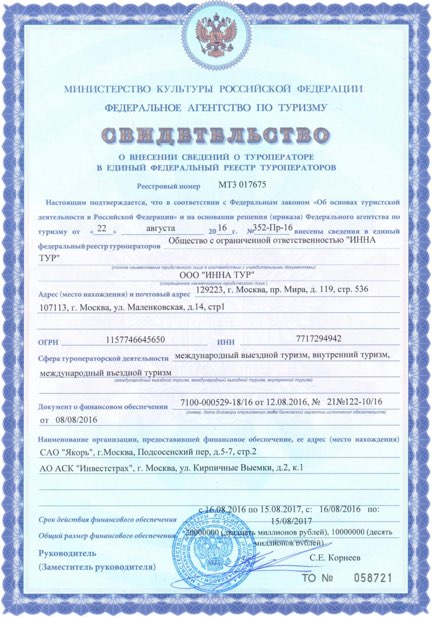 МИНИСТЕРСТВО КУЛЬТУРЫ РОССИЙСКОЙ ФЕДЕРАЦИИ
ФЕДЕРАЛЬНОЕ АГЕНТСТВО ПО ТУРИЗМУ
СВИДЕТЕЛЬСТВО
О ВНЕСЕНИИ СВЕДЕНИЙ О ТУРОПЕРАТОРЕ
В ЕДИНЫЙ ФЕДЕРАЛЬНЫЙ РЕЕСТР ТУРОПЕРАТОРОВ
Реестровый номер МТ3 017675
Настоящим подтверждается, что в соответствии с Федеральным законом «Об основах туристской
деятельности в Российской Федерации» и на основании решения (приказа) Федерального агентства по
туризму от «22» августа 2016 г. №352-Пр-16 внесены сведения в единый
федеральный реестр туроператоров Общество с ограниченной ответственностью "ИННА
ТУР"
(полное наименование юридического лица в соответствии с учредительными документами)
ООО "ИННА ТУР"
(сокращенное наименование юридического лица)
Адрес (место нахождения) и почтовый адрес 129223, г. Москва, пр. Мира, д. 119, стр. 536
107113, г. Москва, ул. Маленковская, д.14, стр1
ОГРН 1157746645650 ИНН 7717294942
Сфера туроператорской деятельности международный выездной туризм, внутренний туризм,
международный въездной туризм
(международный въездной туризм, международный выездной туризм, внутренний туризм)
Документ о финансовом обеспечении 7100-000529-18/16 от 12.08.2016, № 21№122-10/16
(номер, дата договора страхования либо банковской гарантии исполнения обязательств)
от 08/08/2016
Наименование организации, предоставившей финансовое обеспечение, ее адрес (место нахождения)
САО "Якорь", г.Москва, Подсосенский пер, д.5-7, стр.2
АО АСК "Инвестстрах", г. Москва, ул. Кирпичные Выемки, д.2, к.1
с 16.08.2016 по 15.08.2017, с 16/08/2016 по:
Срок действия финансового обеспечения 15/08/2017
Общий размер финансового обеспечения 20000000 (двадцать миллионов рублей), 10000000 (десять
миллионов рублей)
Руководитель
(Заместитель руководителя) С.Е. Корнеев
ТО № 058721